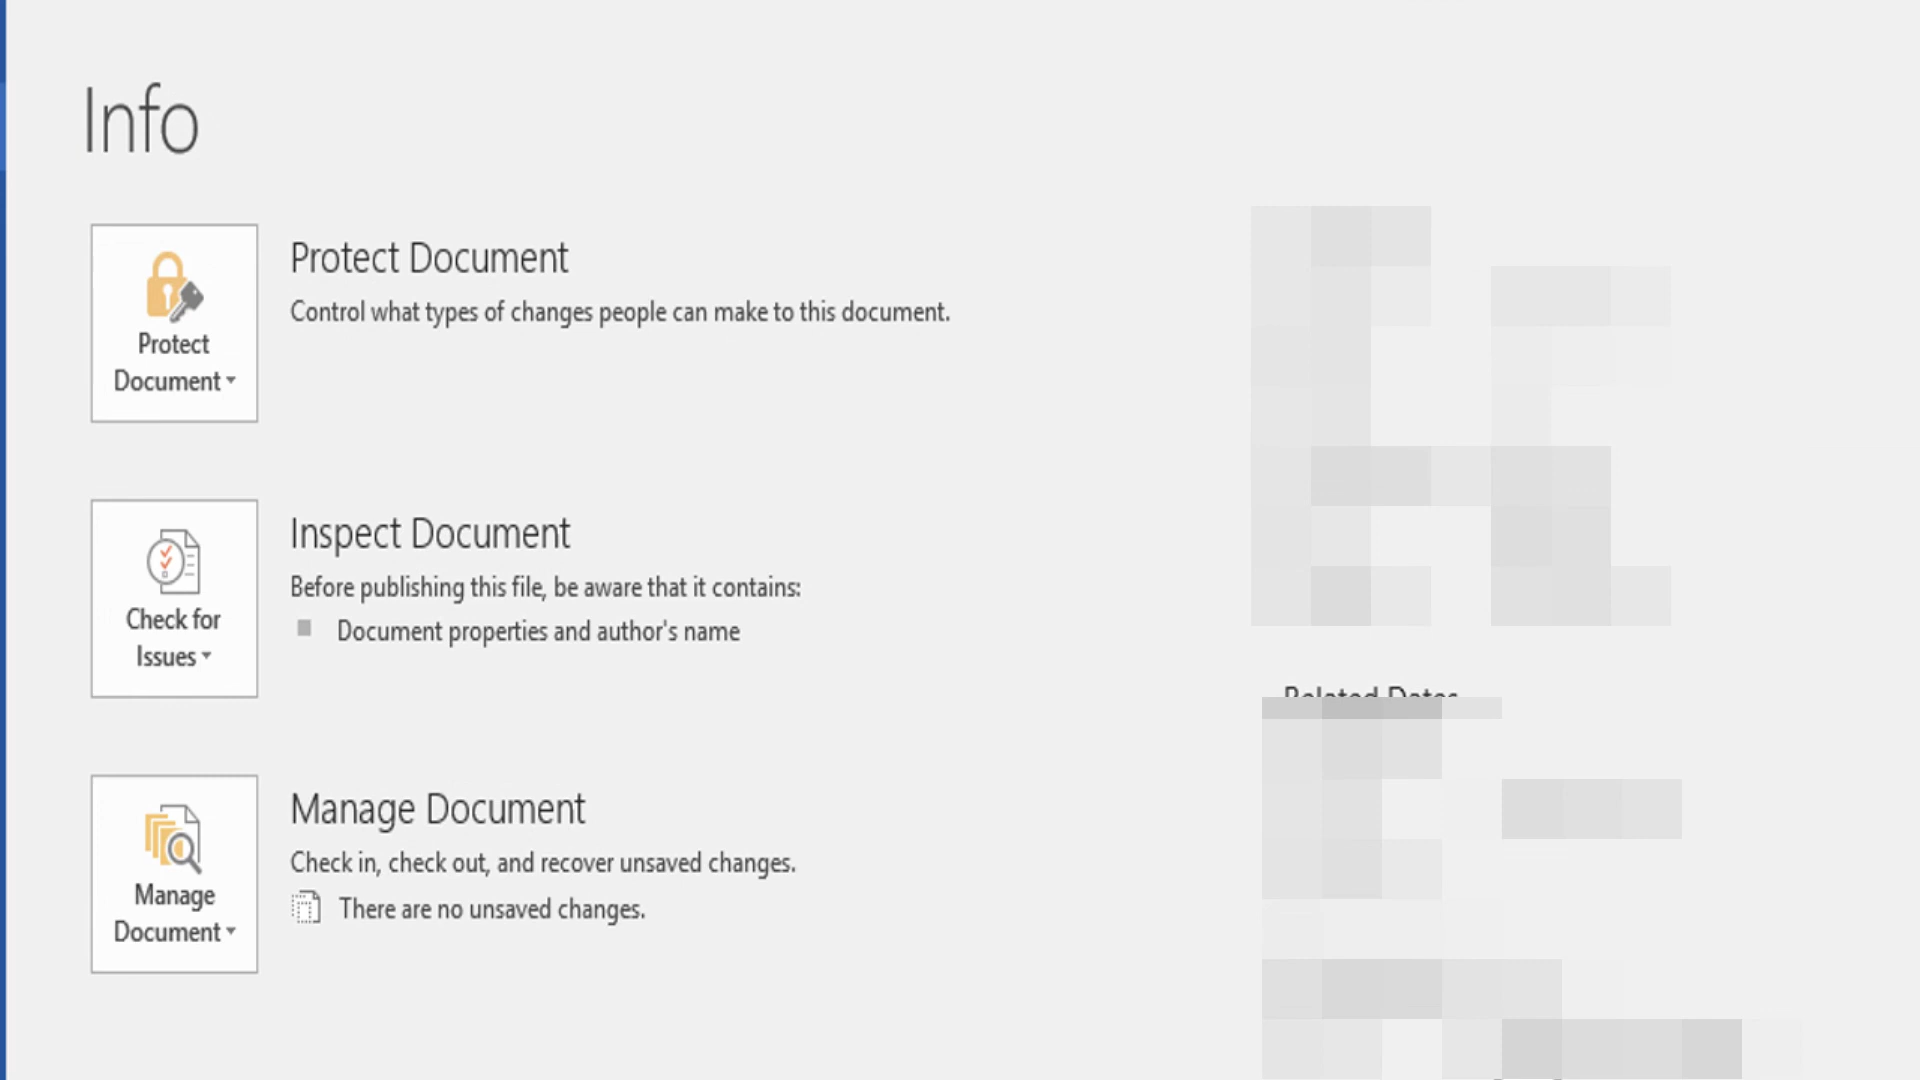 Info
Protect Document
Protect Document
Control what types of changes people can make to this document.
Check for Issues
Inspect Document
Before publishing this file, be aware that it contains:
Document properties and author's name
Manage Document
Manage Document
Check in, check out, and recover unsaved changes.
There are no unsaved changes.
Related Dates